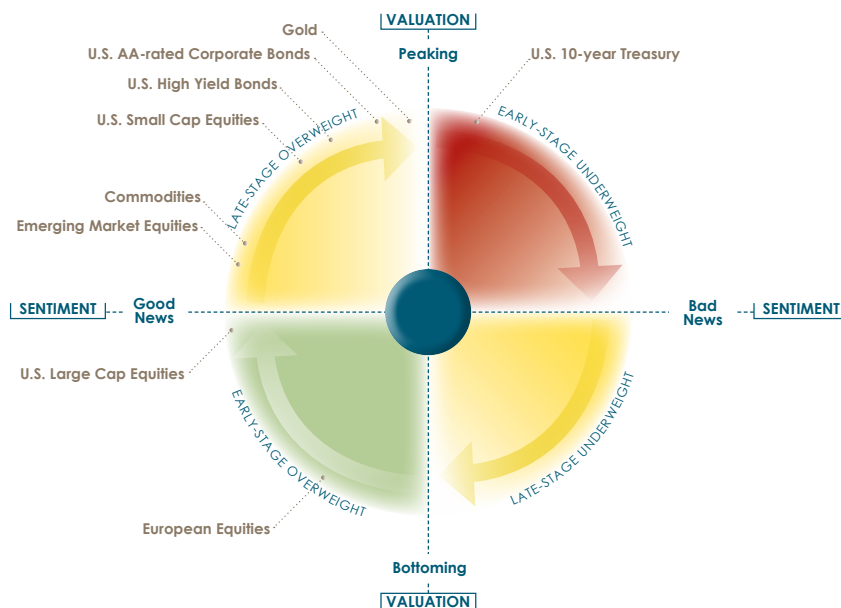 VALUATION
Gold
Peaking
U.S. AA-rated Corporate Bonds
U.S. 10-year Treasury
U.S. High Yield Bonds
U.S. Small Cap Equities
LATE-STAGE OVERWEIGHT
EARLY-STAGE UNDERWEIGHT
Commodities
Emerging Market Equities
SENTIMENT
Good
News
Bad
News
SENTIMENT
U.S. Large Cap Equities
EARLY-STAGE OVERWEIGHT
LATE-STAGE UNDERWEIGHT
European Equities
Bottoming
VALUATION